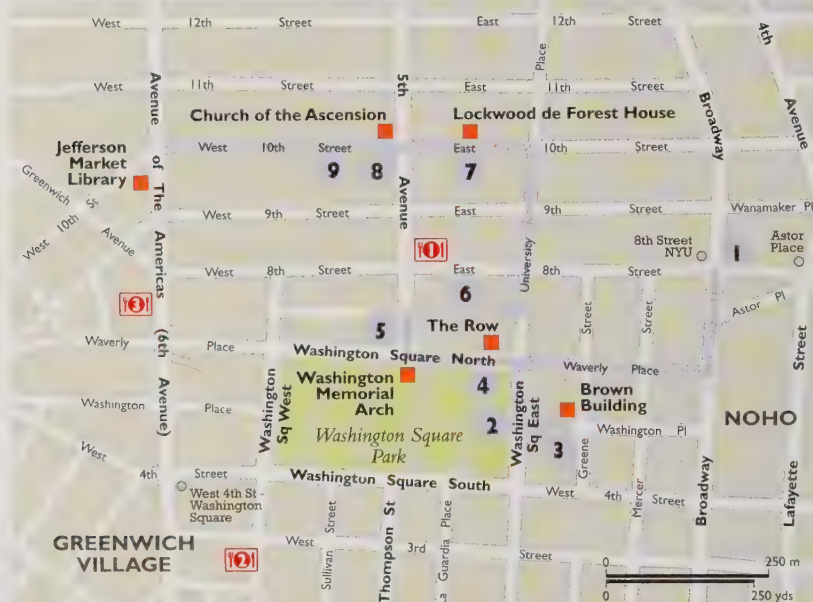 West 12th Street East 12th Street
4th Avenue
Place
West 11th Street East 11th Street
Avenue of The Americas (6th Avenue)
5th Avenue
Broadway
Church of the Ascension
Lockwood de Forest House
Jefferson
Market
Library
West 10th Street East 10th Street
9 8 7
Greenwich Avenue
West 10th St
West 9th Street East 9th Street
Wanamaker Pl
1
8th Street
NYU
1
Astor
Place
University
West 8th Street East 8th Street
3
6
Astor Pl
5
The Row
Street
Street
Lafayette Street
Waverly Place
Washington Square North
Waverly Place
Washington
Memorial
Arch
4
Washington
Sq West
Washington
Sq East
Brown
Building
Washington Place
Washington Square
Park
2
Washington Pl
NOHO
3
Greene
Mercer
West 4th Street
Washington Square South
West 4th Street
West 4th St -
Washington
Square
Broadway
Sullivan Street
Thompson St
La Guardia Place
GREENWICH
VILLAGE
2
West 3rd Street
0 250 m
0 250 yds